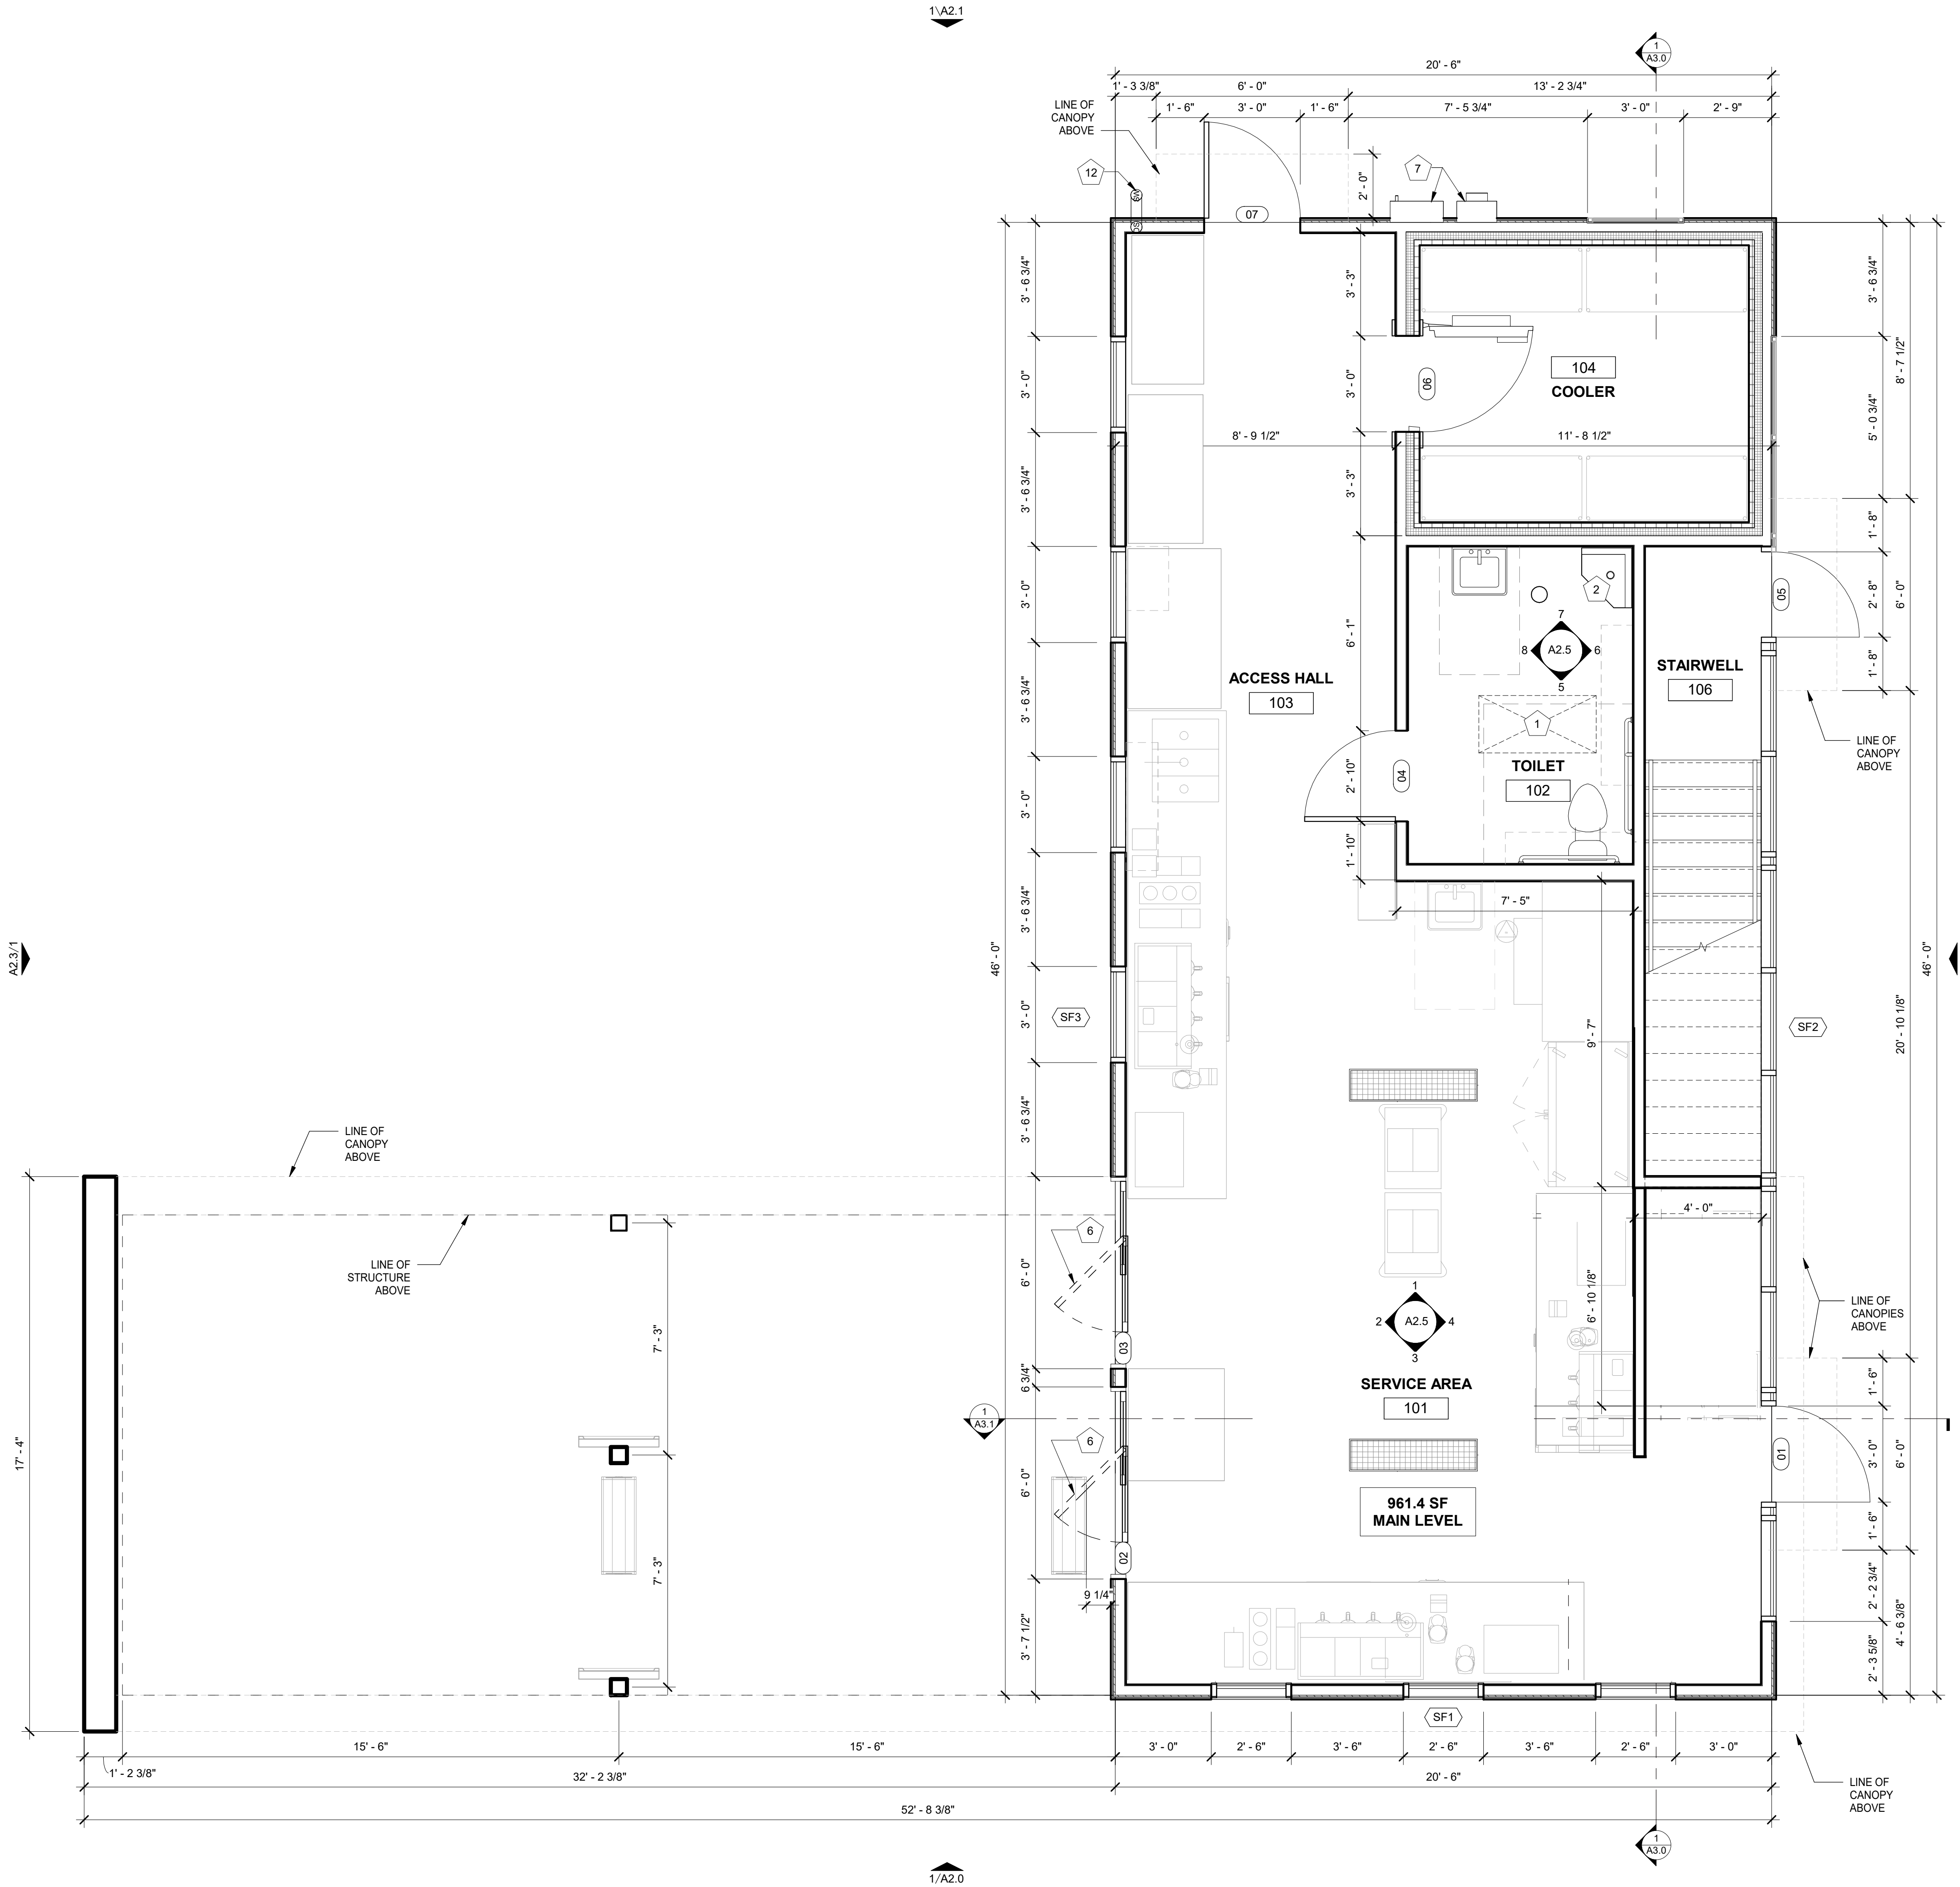 1\A2.1
1
A3.0
20' - 6"
1' - 3 3/8"
6' - 0"
13' - 2 3/4"
LINE OF
CANOPY
ABOVE
1' - 6"
3' - 0"
1' - 6"
7' - 5 3/4"
3' - 0"
2' - 9"
12
7
2' - 0"
07
3' - 6 3/4"
3' - 0"
3' - 6 3/4"
3' - 0"
3' - 6 3/4"
3' - 0"
3' - 6 3/4"
3' - 0"
3' - 6 3/4"
6' - 0"
6 3/4"
6' - 0"
3' - 7 1/2"
46' - 0"
3' - 3"
3' - 0"
3' - 3"
6' - 1"
2' - 10"
1' - 10"
06
104
COOLER
8' - 9 1/2"
11' - 8 1/2"
3' - 6 3/4"
5' - 0 3/4"
1' - 8"
2' - 8"
1' - 8"
8' - 7 1/2"
6' - 0"
20' - 10 1/8"
46' - 0"
05
2
7
8
A2.5
6
5
ACCESS HALL
103
STAIRWELL
106
1
TOILET
102
04
LINE OF
CANOPY
ABOVE
7' - 5"
9' - 7"
A2.3/1
SF3
SF2
LINE OF
CANOPY
ABOVE
LINE OF
STRUCTURE
ABOVE
6
4' - 0"
6' - 10 1/8"
LINE OF
CANOPIES
ABOVE
1
2
A2.5
4
3
03
SERVICE AREA
101
1
A3.1
6
7' - 3"
7' - 3"
17' - 4"
01
1' - 6"
3' - 0"
1' - 6"
6' - 0"
2' - 2 3/4"
2' - 3 5/8"
4' - 6 3/8"
961.4 SF
MAIN LEVEL
02
9 1/4"
SF1
15' - 6"
15' - 6"
3' - 0"
2' - 6"
3' - 6"
2' - 6"
3' - 6"
2' - 6"
3' - 0"
1' - 2 3/8"
32' - 2 3/8"
20' - 6"
52' - 8 3/8"
LINE OF
CANOPY
ABOVE
1
A3.0
1/A2.0